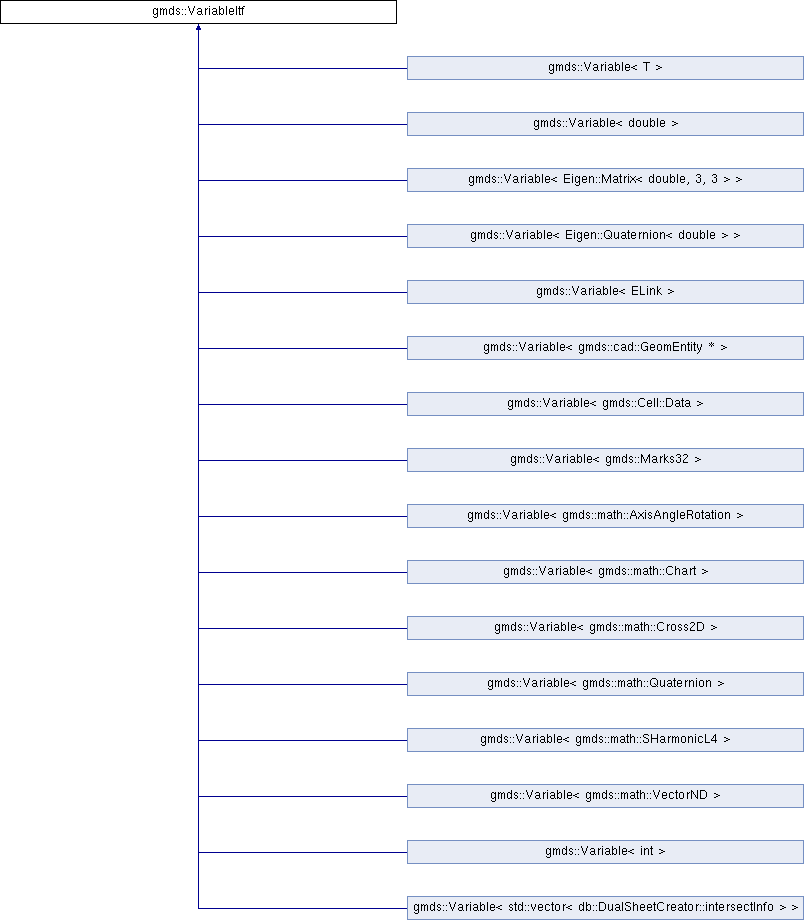 gmds::VariableItf
gmds::Variable< T >
gmds::Variable< double >
gmds::Variable< Eigen::Matrix< double, 3, 3 > >
gmds::Variable< Eigen::Quaternion< double > >
gmds::Variable< ELink >
gmds::Variable< gmds::cad::GeomEntity * >
gmds::Variable< gmds::Cell::Data >
gmds::Variable< gmds::Marks32 >
gmds::Variable< gmds::math::AxisAngleRotation >
gmds::Variable< gmds::math::Chart >
gmds::Variable< gmds::math::Cross2D >
gmds::Variable< gmds::math::Quaternion >
gmds::Variable< gmds::math::SHarmonicL4 >
gmds::Variable< gmds::math::VectorND >
gmds::Variable< int >
gmds::Variable< std::vector< db::DualSheetCreator::intersectInfo > >